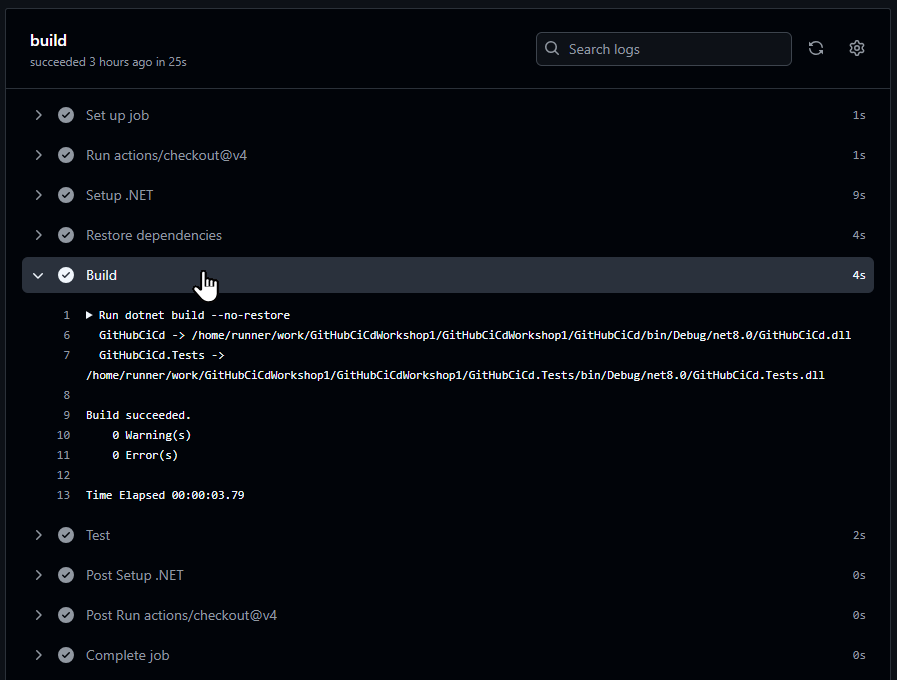 build
succeeded 3 hours ago in 25s
Search logs
Set up job 1s
Run actions/checkout@v4 1s
Setup .NET 9s
Restore dependencies 4s
Build 4s
1 Run dotnet build --no-restore
6 GitHubCiCd -> /home/runner/work/GitHubCiCdWorkshop1/GitHubCiCdWorkshop1/GitHubCiCd/bin/Debug/net8.0/GitHubCiCd.dll
7 GitHubCiCd.Tests ->
/home/runner/work/GitHubCiCdWorkshop1/GitHubCiCdWorkshop1/GitHubCiCd.Tests/bin/Debug/net8.0/GitHubCiCd.Tests.dll
8
9 Build succeeded.
10 0 Warning(s)
11 0 Error(s)
12
13 Time Elapsed 00:00:03.79
Test 2s
Post Setup .NET 0s
Post Run actions/checkout@v4 0s
Complete job 0s